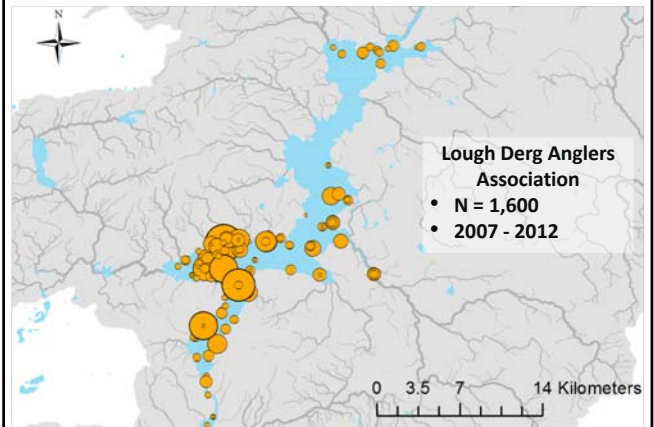 N
Lough Derg Anglers
Association
• N = 1,600
• 2007 - 2012
0 3.5 7 14 Kilometers